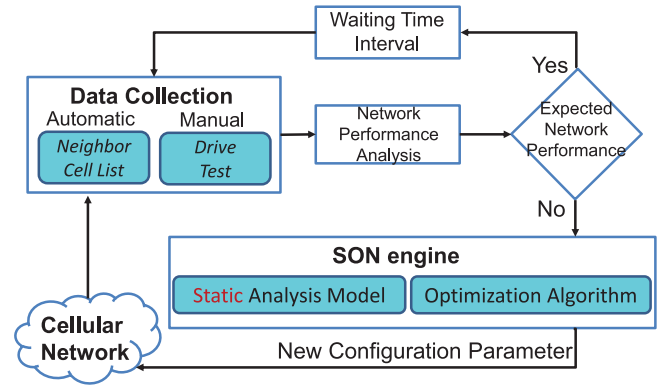 Waiting Time
Interval
Yes
Data Collection
Automatic
Manual
Neighbor
Cell List
Drive
Test
Network
Performance
Analysis
Expected
Network
Performance
No
SON engine
Static Analysis Model
Optimization Algorithm
Cellular
Network
New Configuration Parameter